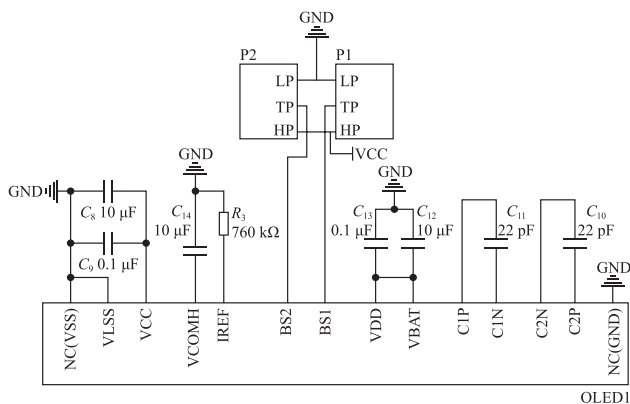 GND
P2
P1
LP
LP
TP
TP
HP
HP
VCC
GND
GND
GND
C8 10 μF
C9 0.1 μF
C14
10 μF
R3
760 kΩ
C13
0.1 μF
C12
10 μF
C11
22 pF
C10
22 pF
GND
NC(VSS)
VLSS
VCC
VCOMH
IREF
BS2
BS1
VDD
VBAT
C1P
C1N
C2N
C2P
NC(GND)
OLED1